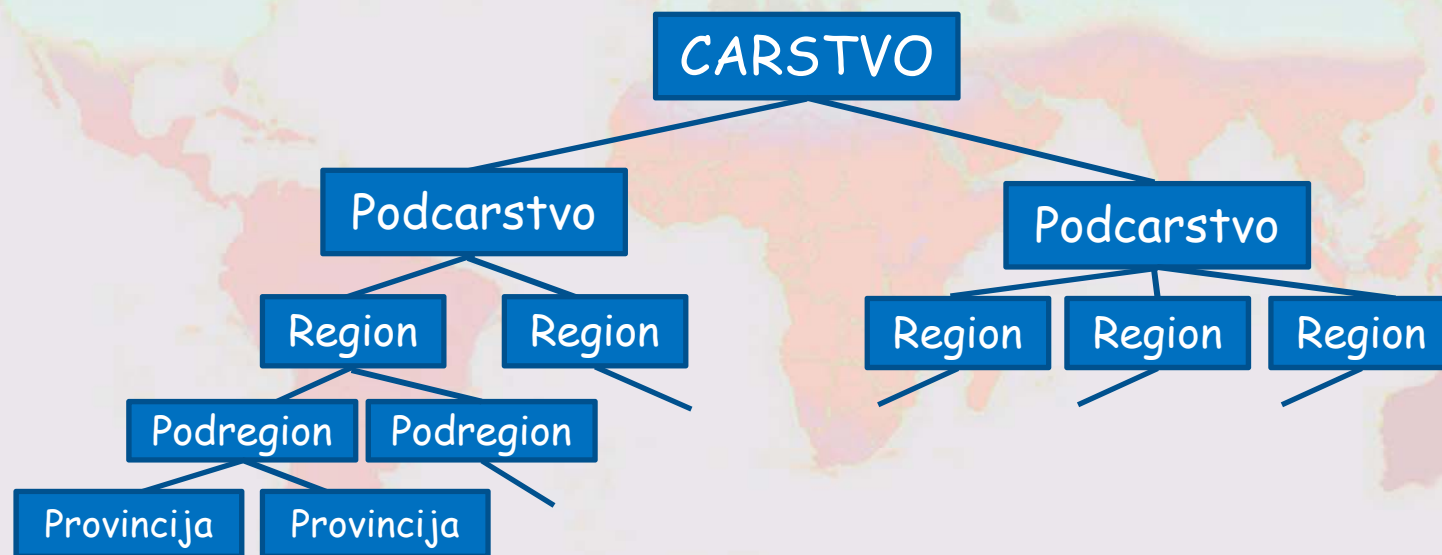 CARSTVO
Podcarstvo
Podcarstvo
Region
Region
Region
Region
Region
Podregion
Podregion
Provincija
Provincija